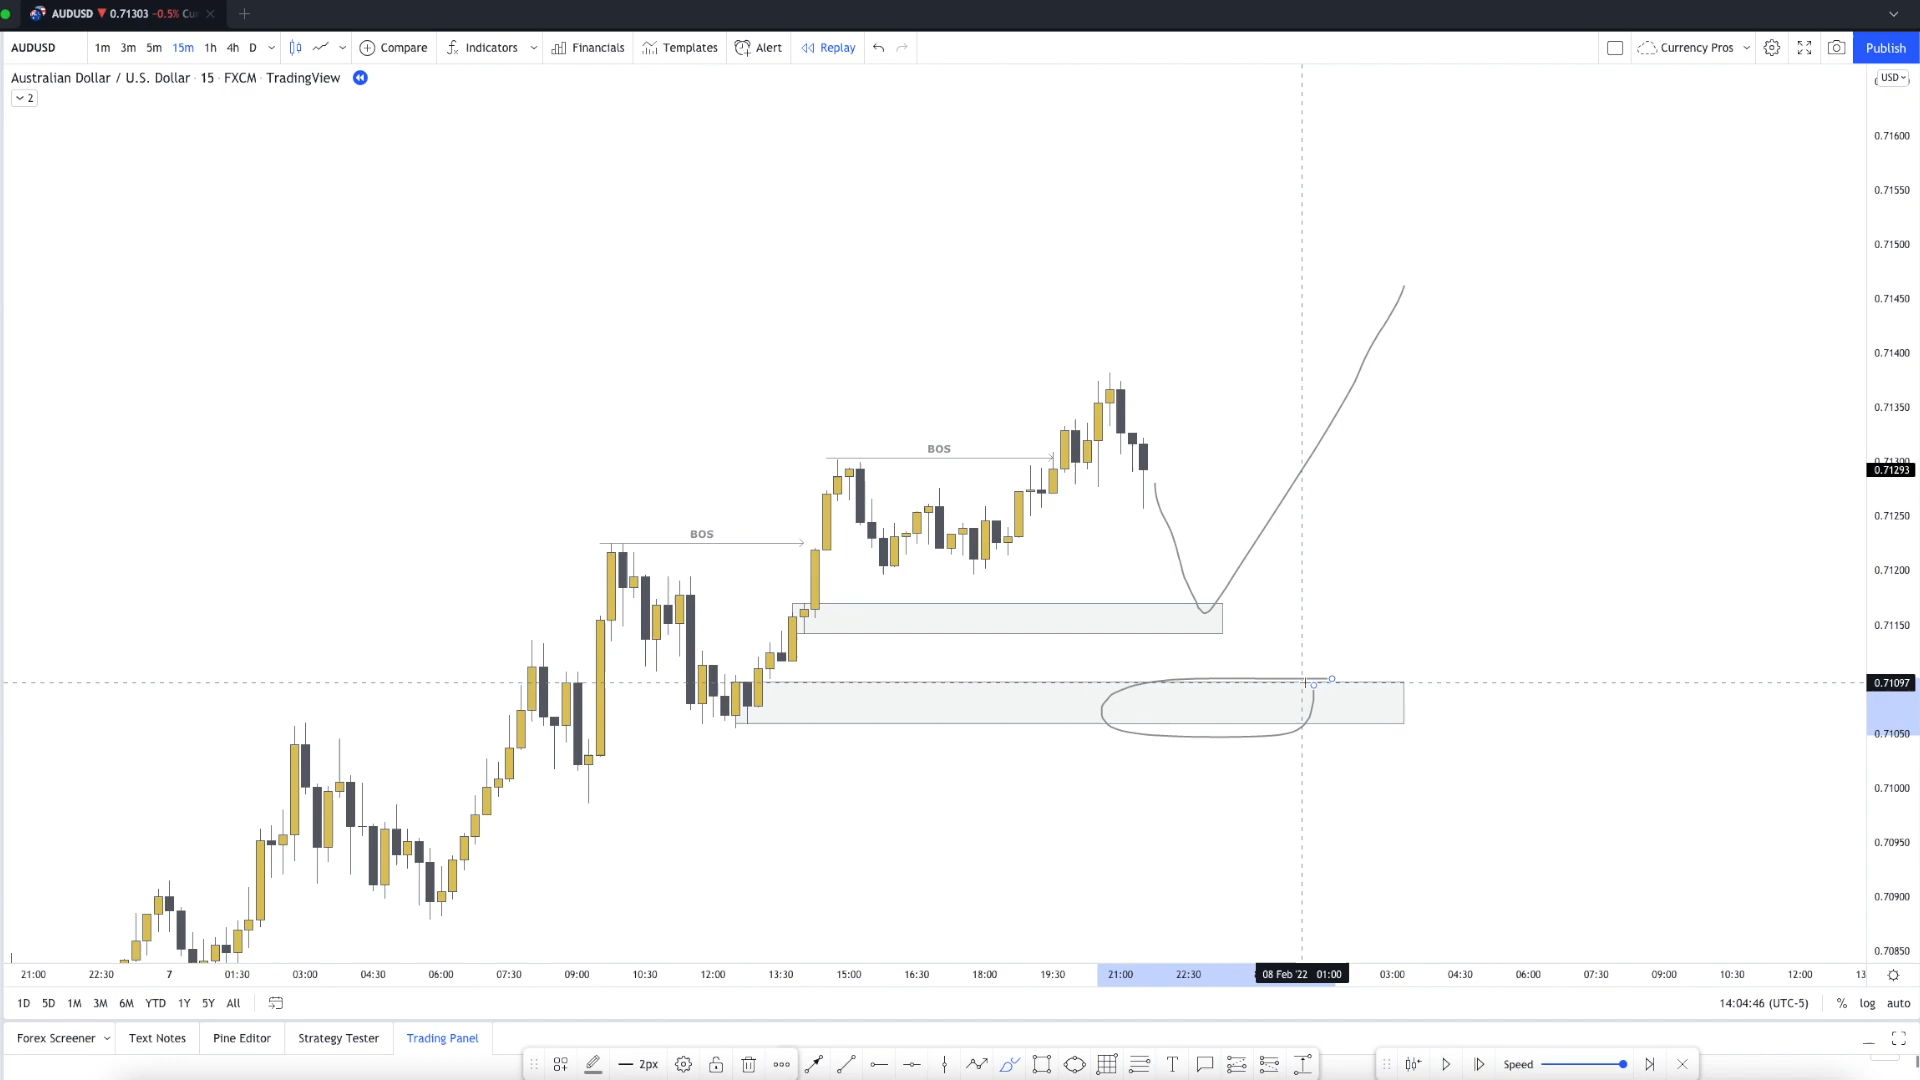 AUDUSD ▼ 0.71303 −0.5% Cu
AUDUSD 1m 3m 5m 15m 1h 4h D Compare Indicators Financials Templates Alert Replay Currency Pros Publish
Australian Dollar / U.S. Dollar · 15 · FXCM · TradingView
2
USD
0.71600
0.71550
0.71500
0.71450
0.71400
0.71350
0.71300
0.71293
0.71250
0.71200
0.71150
0.71097
0.71050
0.71000
0.70950
0.70900
0.70850
BOS
BOS
21:00 22:30 7 01:30 03:00 04:30 06:00 07:30 09:00 10:30 12:00 13:30 15:00 16:30 18:00 19:30 21:00 22:30 08 Feb '22 01:00 03:00 04:30 06:00 07:30 09:00 10:30 12:00 13
1D 5D 1M 3M 6M YTD 1Y 5Y All 14:04:46 (UTC-5) % log auto
Forex Screener Text Notes Pine Editor Strategy Tester Trading Panel
2px Speed